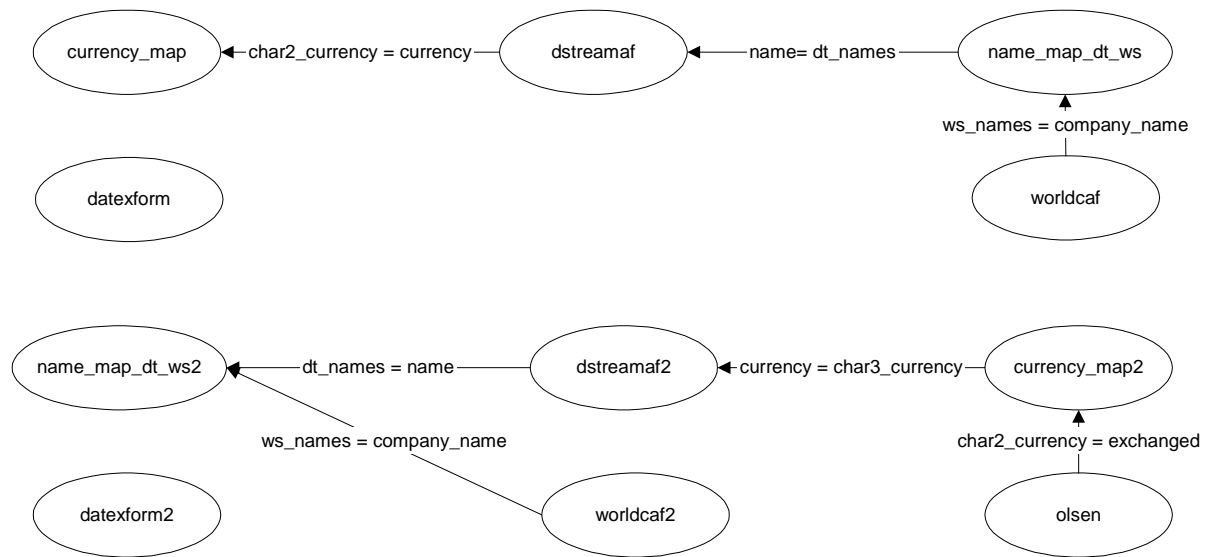 currency_map
char2_currency = currency
dstreamaf
name= dt_names
name_map_dt_ws
ws_names = company_name
datexform
worldcaf
name_map_dt_ws2
dt_names = name
dstreamaf2
currency = char3_currency
currency_map2
ws_names = company_name
char2_currency = exchanged
datexform2
worldcaf2
olsen